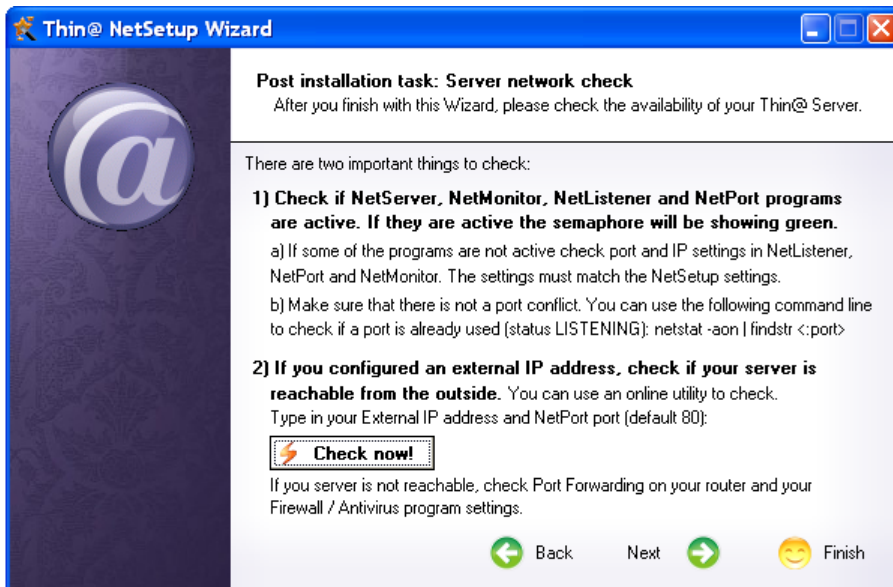 Thin@ NetSetup Wizard
Post installation task: Server network check
After you finish with this Wizard, please check the availability of your Thin@ Server.
There are two important things to check:
1) Check if NetServer, NetMonitor, NetListener and NetPort programs
are active. If they are active the semaphore will be showing green.
a) If some of the programs are not active check port and IP settings in NetListener,
NetPort and NetMonitor. The settings must match the NetSetup settings.
b) Make sure that there is not a port conflict. You can use the following command line
to check if a port is already used (status LISTENING): netstat -aon | findstr <:port>
2) If you configured an external IP address, check if your server is
reachable from the outside. You can use an online utility to check.
Type in your External IP address and NetPort port (default 80):
Check now!
If you server is not reachable, check Port Forwarding on your router and your
Firewall / Antivirus program settings.
Back Next Finish